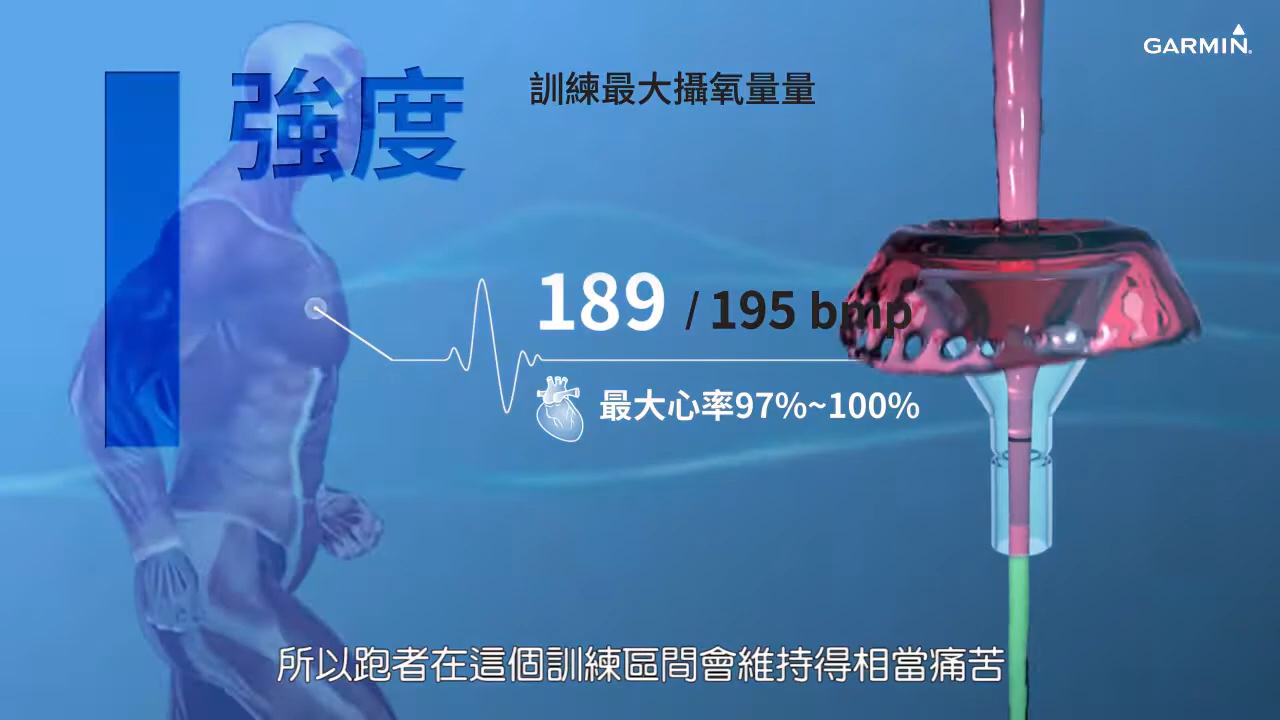 GARMIN
I 強度
訓練最大攝氧量量
189 / 195 bmp
最大心率97%~100%
所以跑者在這個訓練區間會維持得相當痛苦